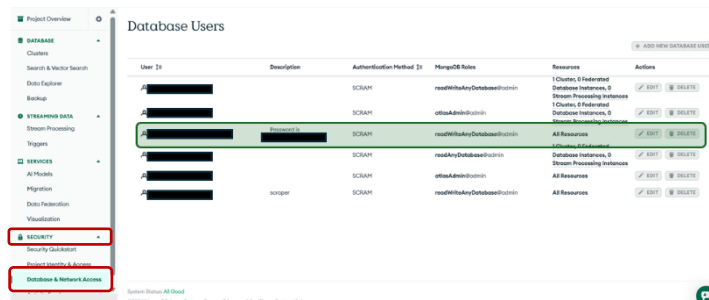 Project Overview
Database Users
DATABASE
Clusters
+ ADD NEW DATABASE USER
Search & Vector Search
User
Description
Authentication Method
MongoDB Roles
Resources
Actions
Data Explorer
Backup
SCRAM
readWriteAnyDatabase@admin
1 Cluster, 0 Federated
Database Instances, 0
Stream Processing Instances
EDIT
DELETE
STREAMING DATA
Stream Processing
Triggers
SCRAM
atlasAdmin@admin
1 Cluster, 0 Federated
Database Instances, 0
Stream Processing Instances
EDIT
DELETE
Password is
SCRAM
readWriteAnyDatabase@admin
All Resources
EDIT
DELETE
SERVICES
AI Models
Migration
SCRAM
readAnyDatabase@admin
1 Cluster, 0 Federated
Database Instances, 0
Stream Processing Instances
EDIT
DELETE
SCRAM
atlasAdmin@admin
All Resources
EDIT
DELETE
Data Federation
scraper
SCRAM
readWriteAnyDatabase@admin
All Resources
EDIT
DELETE
Visualization
SECURITY
Security Quickstart
Project Identity & Access
Database & Network Access
System Status: All Good